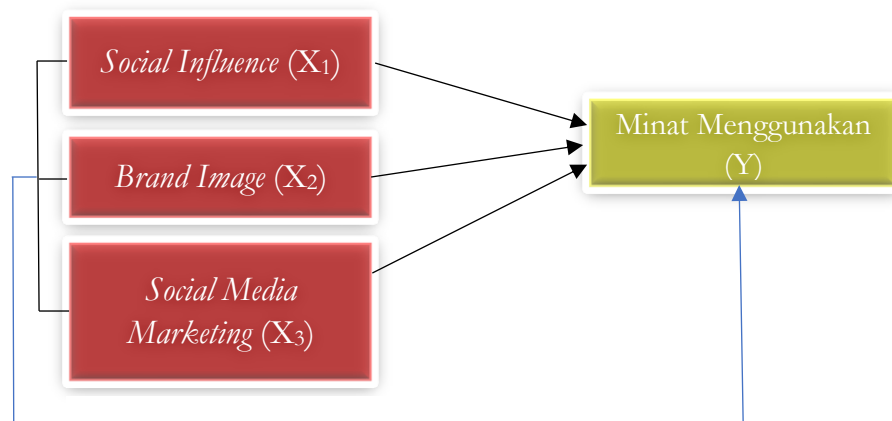 Social Influence (X₁)
Minat Menggunakan
(Y)
Brand Image (X₂)
Social Media
Marketing (X₃)